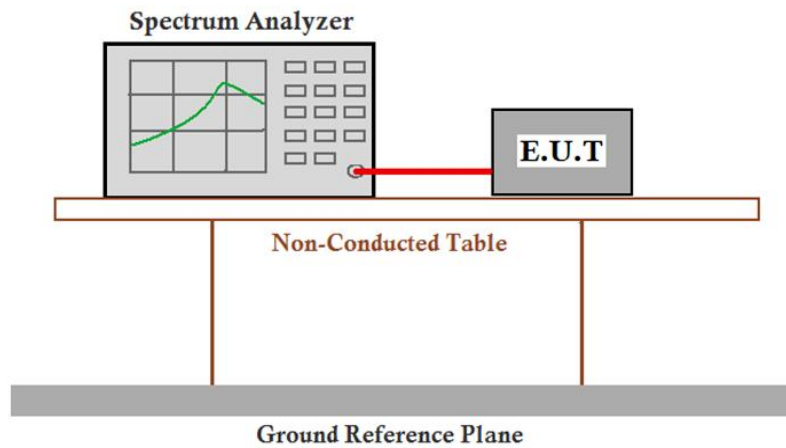 Spectrum Analyzer
E.U.T
Non-Conducted Table
Ground Reference Plane